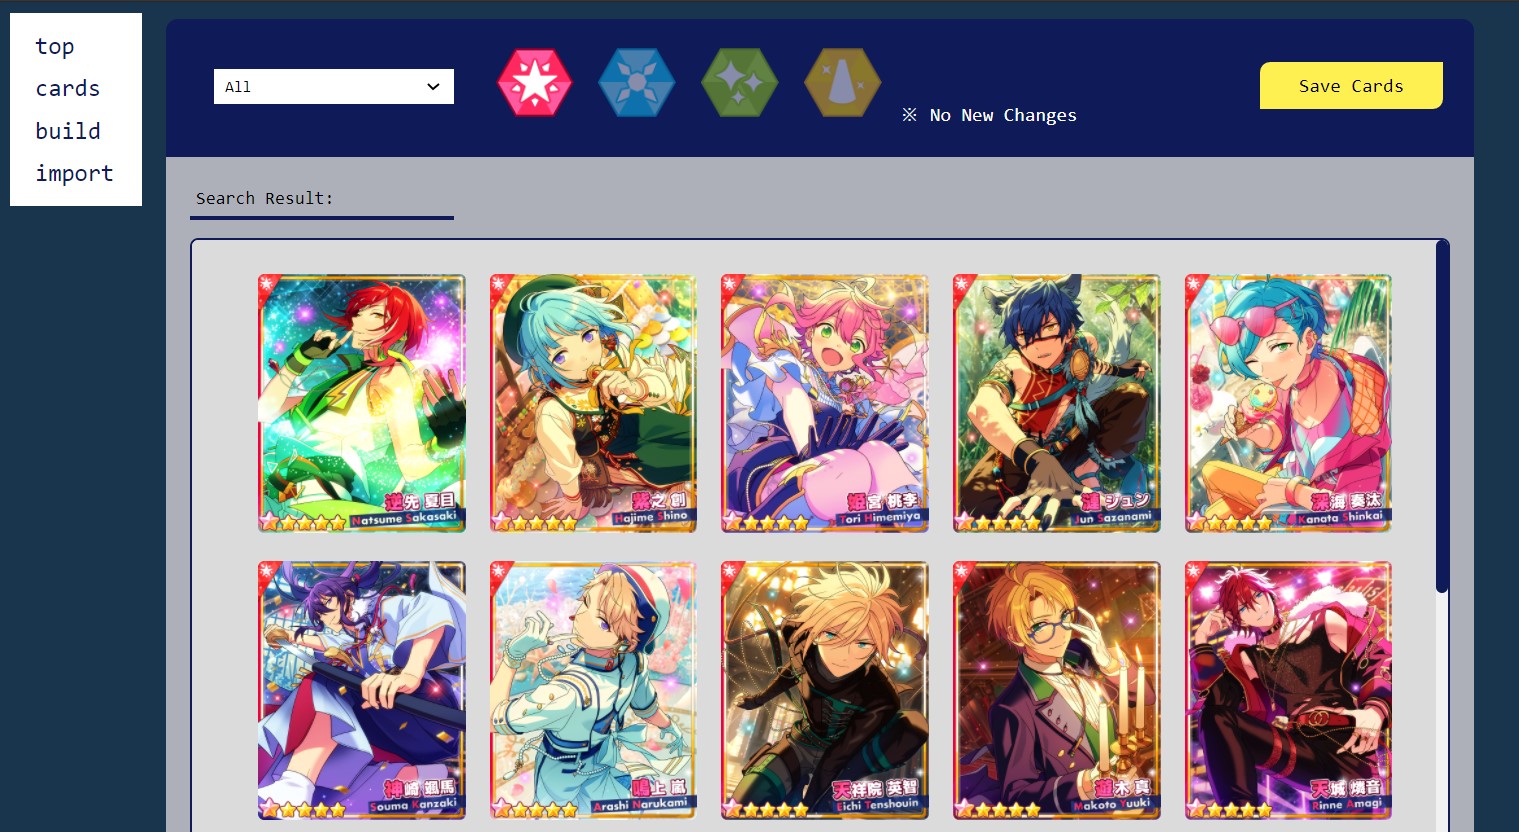 top
cards
build
import
All
※ No New Changes
Save Cards
Search Result:
逆先 夏目
Natsume Sakasaki
紫之 創
Hajime Shino
姫宮 桃李
Tori Himemiya
漣 ジュン
Jun Sazanami
深海 奏汰
Kanata Shinkai
神崎 颯馬
Souma Kanzaki
鳴上 嵐
Arashi Narukami
天祥院 英智
Eichi Tenshouin
遊木 真
Makoto Yuuki
天城 燐音
Rinne Amagi